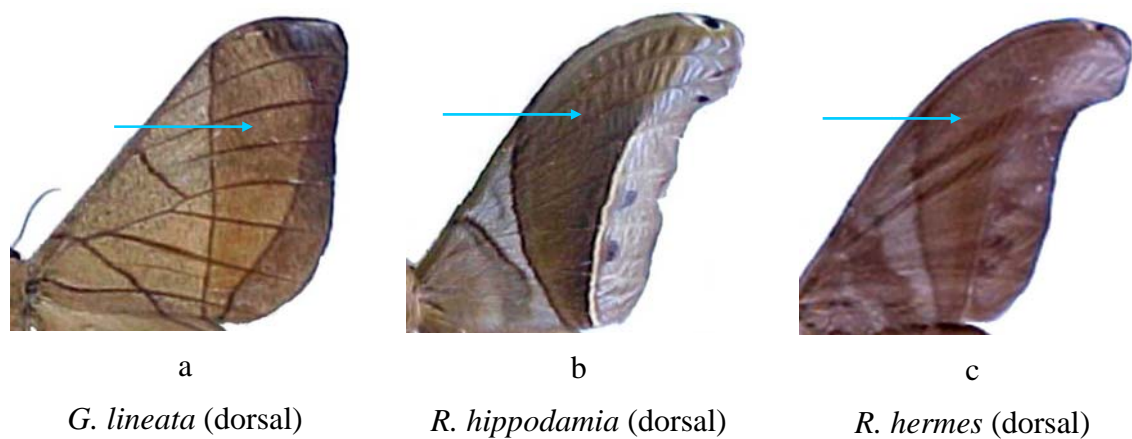 a
b
c
G. lineata (dorsal)
R. hippodamia (dorsal)
R. hermes (dorsal)